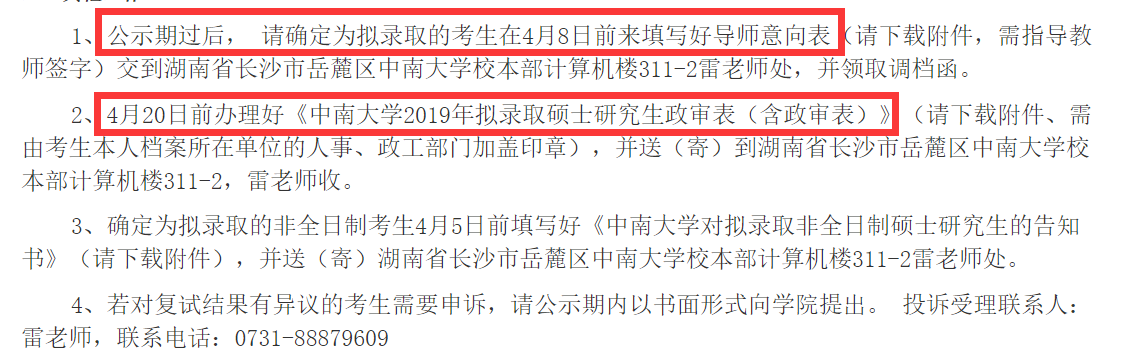 1、公示期过后， 请确定为拟录取的考生在4月8日前来填写好导师意向表（请下载附件，需指导教
师签字）交到湖南省长沙市岳麓区中南大学校本部计算机楼311-2雷老师处，并领取调档函。
2、4月20日前办理好《中南大学2019年拟录取硕士研究生政审表（含政审表）》（请下载附件、需
由考生本人档案所在单位的人事、政工部门加盖印章），并送（寄）到湖南省长沙市岳麓区中南大学校
本部计算机楼311-2，雷老师收。
3、确定为拟录取的非全日制考生4月5日前填写好《中南大学对拟录取非全日制硕士研究生的告知
书》（请下载附件），并送（寄）湖南省长沙市岳麓区中南大学校本部计算机楼311-2雷老师处。
4、若对复试结果有异议的考生需要申诉，请公示期内以书面形式向学院提出。 投诉受理联系人：
雷老师，联系电话：0731-88879609